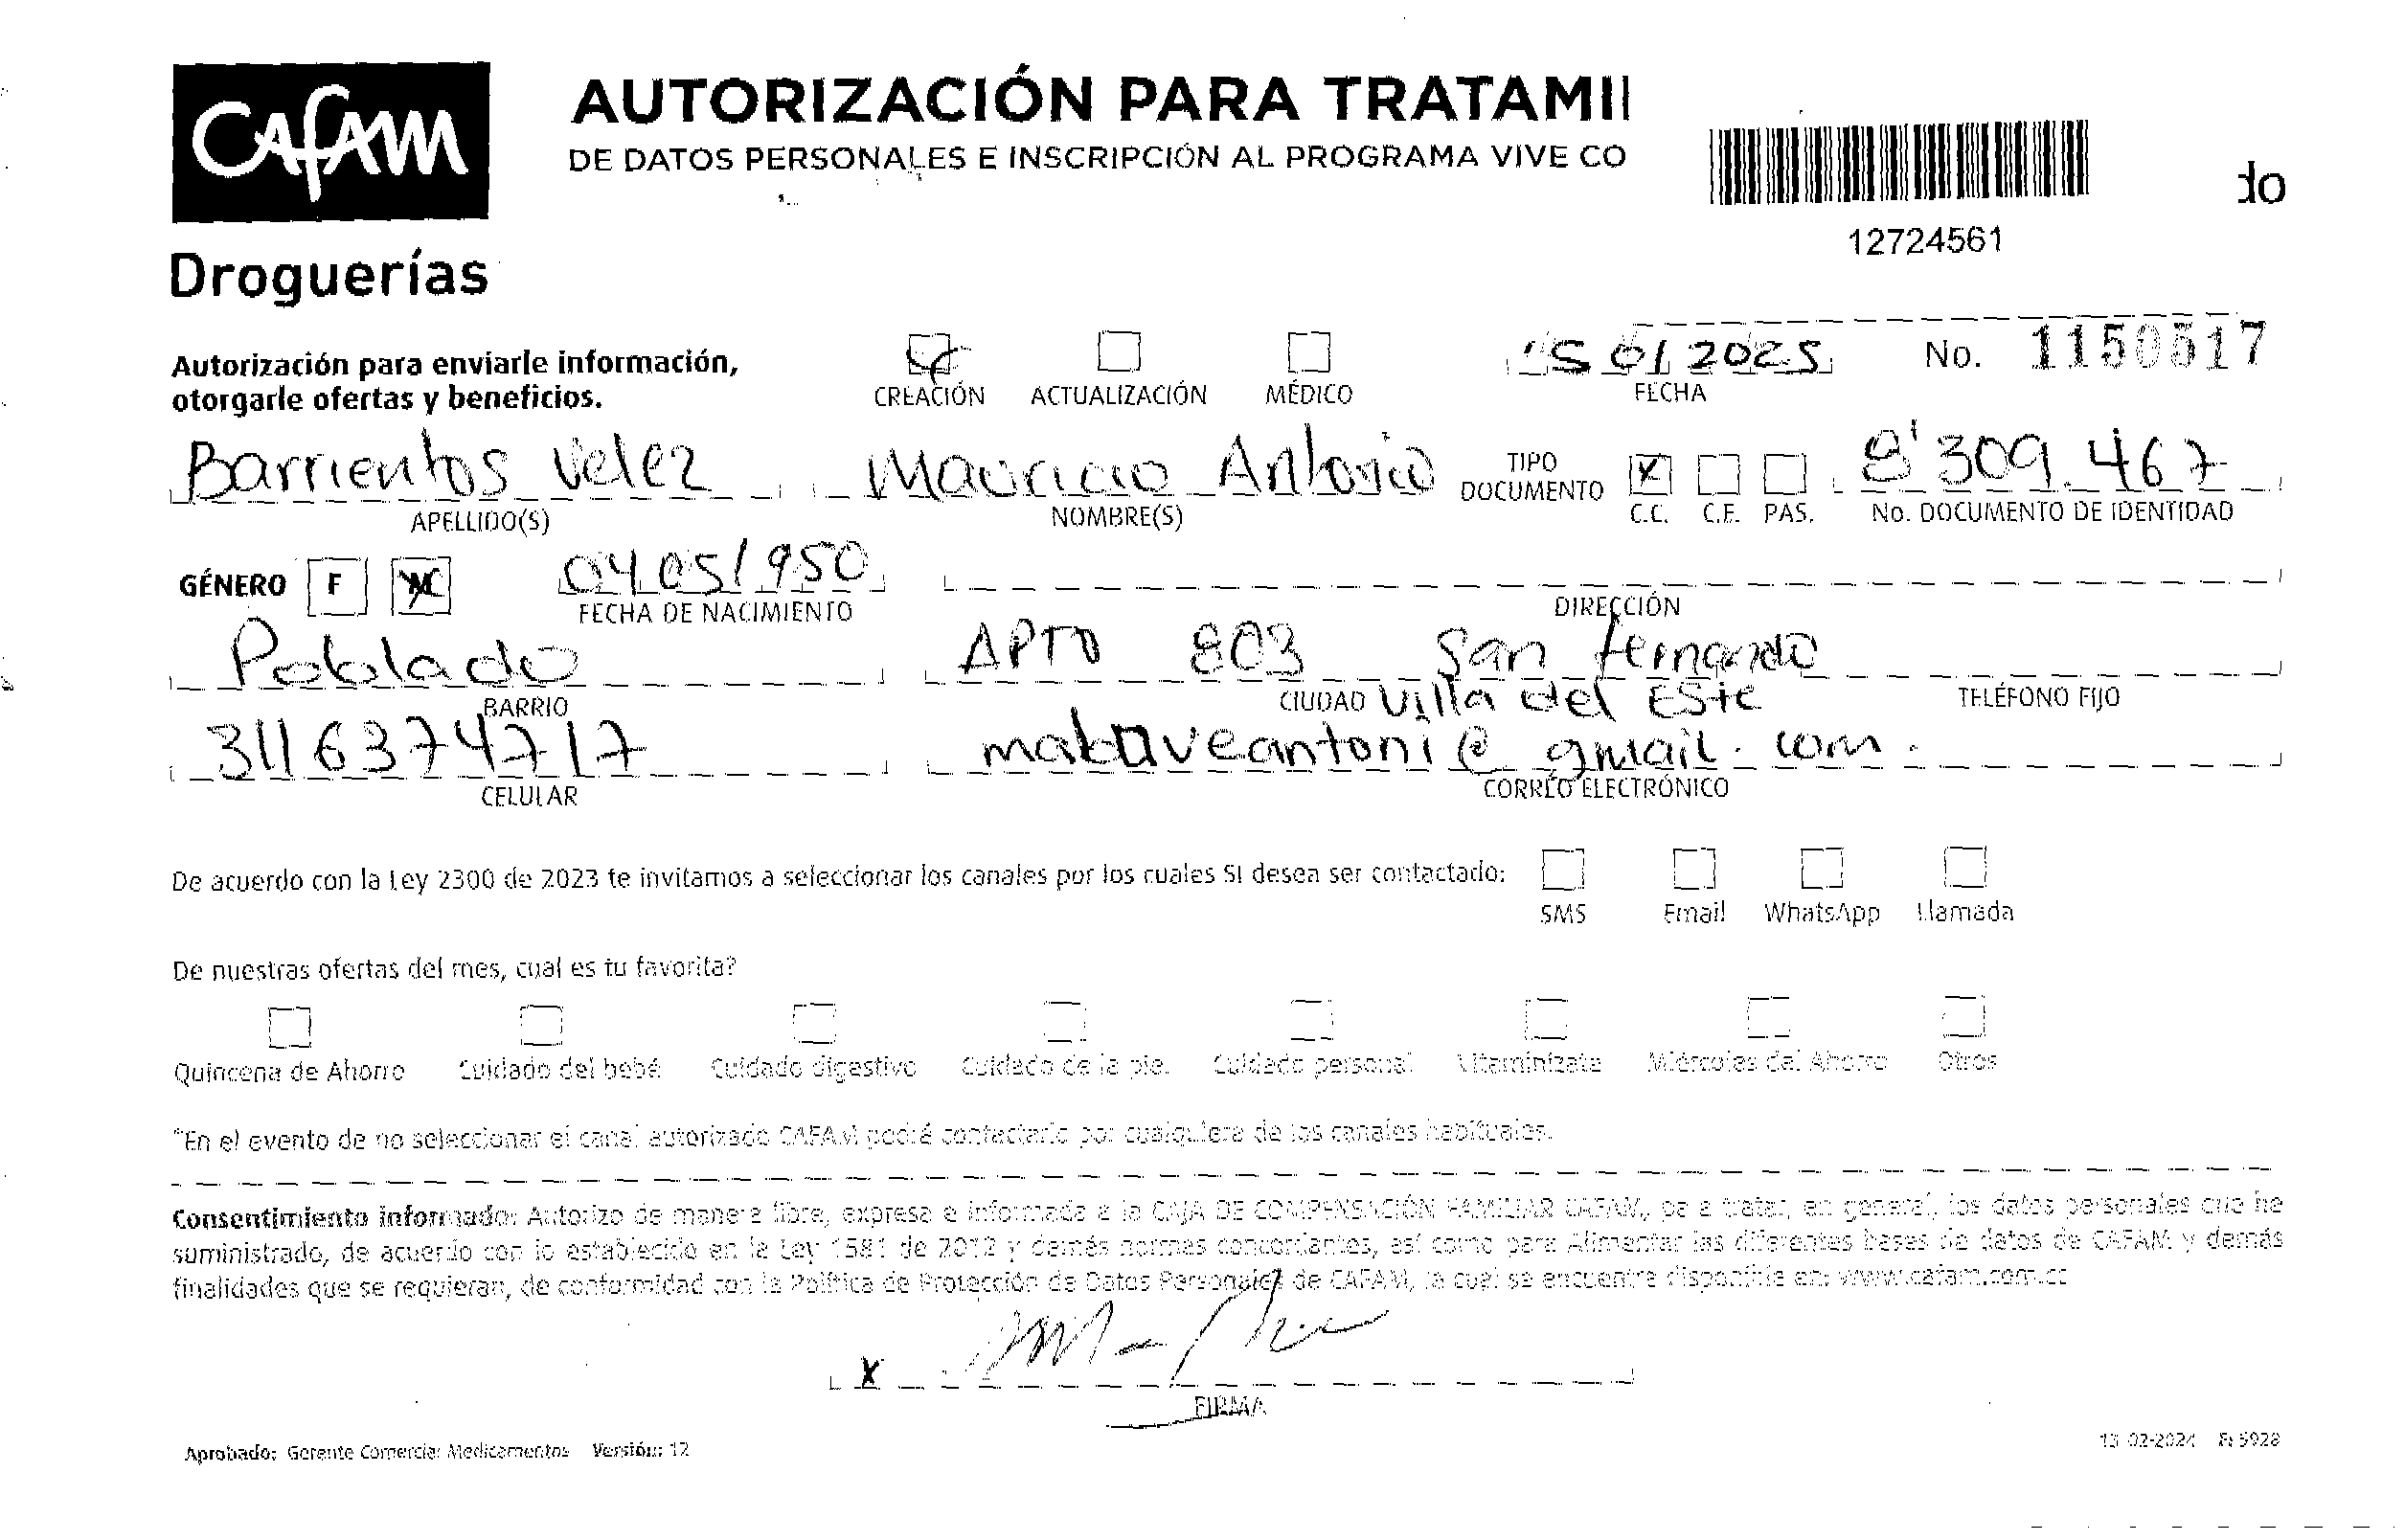 CAFAM
AUTORIZACIÓN PARA TRATAMI
DE DATOS PERSONALES E INSCRIPCIÓN AL PROGRAMA VIVE CO
do
12724561
Droguerías
Autorización para enviarle información,
otorgarle ofertas y beneficios.
CREACIÓN ACTUALIZACIÓN MÉDICO
15 01 2025
FECHA
No. 1150517
Barrientos Velez Mauricio Antonio
TIPO DOCUMENTO
8'309.467
APELLIDO(S) NOMBRE(S) C.C. C.E. PAS. No. DOCUMENTO DE IDENTIDAD
GÉNERO F M 04 05 1950
FECHA DE NACIMIENTO DIRECCIÓN
Poblado APTO 803 San Fernando
BARRIO CIUDAD Villa del Este TELÉFONO FIJO
3116374717 @ gmail.com.
CELULAR CORREO ELECTRÓNICO
De acuerdo con la Ley 2300 de 2023 te invitamos a seleccionar los canales por los cuales SI desea ser contactado:
SMS Email WhatsApp Llamada
De nuestras ofertas del mes, cual es tu favorita?
Quincena de Ahorro Cuidado del bebé Cuidado digestivo Cuidado de la piel Cuidado personal Vitaminízate Miércoles del Ahorro Otros
*En el evento de no seleccionar el canal autorizado CAFAM podrá contactarlo por cualquiera de los canales habituales.
Consentimiento informado: Autorizo de manera libre, expresa e informada a la CAJA DE COMPENSACIÓN FAMILIAR CAFAM, para tratar, en general, los datos personales que he
suministrado, de acuerdo con lo establecido en la Ley 1581 de 2012 y demás normas concordantes, así como para Alimentar las diferentes bases de datos de CAFAM y demás
finalidades que se requieran, de conformidad con la Política de Protección de Datos Personales de CAFAM, la cual se encuentra disponible en: www.cafam.com.co
X
FIRMA
Aprobado: Gerente Comercial Medicamentos Versión: 12
13-02-2024 5928